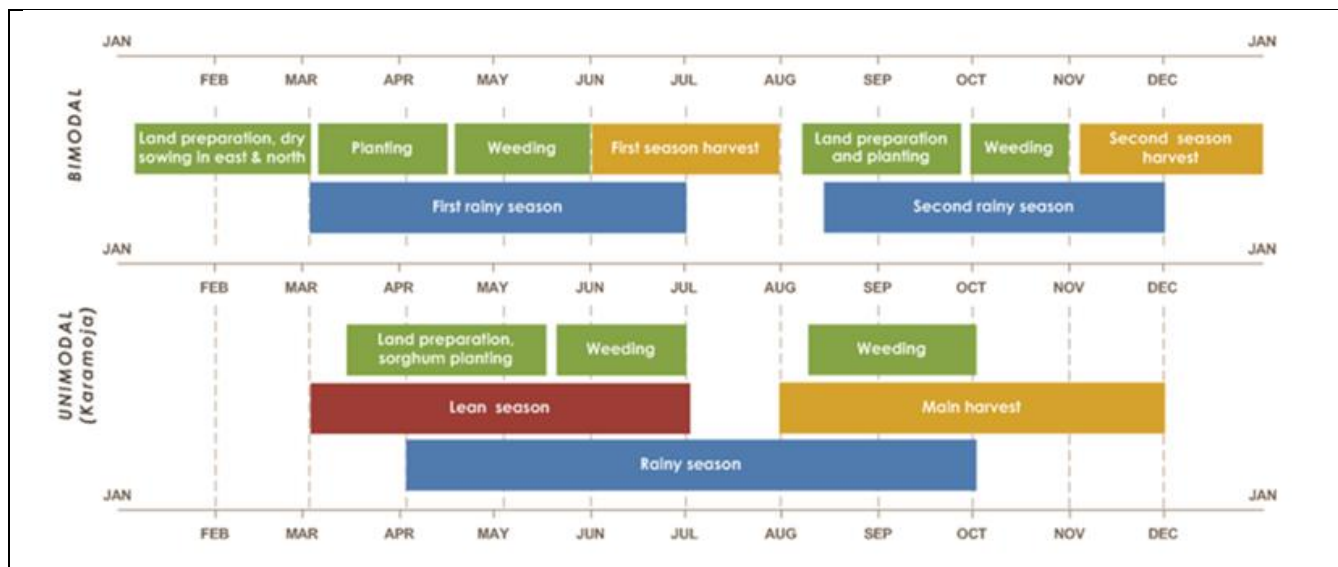 JAN JAN
FEB MAR APR MAY JUN JUL AUG SEP OCT NOV DEC
BIMODAL
Land preparation, dry
sowing in east & north
Planting
Weeding
First season harvest
Land preparation
and planting
Weeding
Second season
harvest
First rainy season
Second rainy season
JAN JAN
FEB MAR APR MAY JUN JUL AUG SEP OCT NOV DEC
UNIMODAL
(Karamoja)
Land preparation,
sorghum planting
Weeding
Weeding
Lean season
Main harvest
Rainy season
JAN JAN
FEB MAR APR MAY JUN JUL AUG SEP OCT NOV DEC